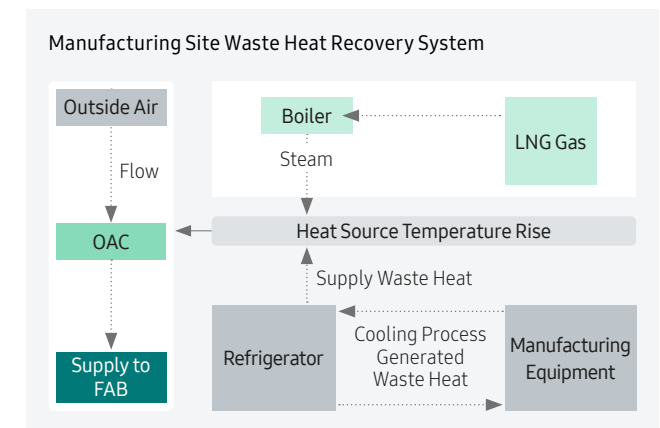 Manufacturing Site Waste Heat Recovery System
Outside Air
Flow
OAC
Supply to
FAB
Boiler
LNG Gas
Steam
Heat Source Temperature Rise
Supply Waste Heat
Refrigerator
Cooling Process
Generated
Waste Heat
Manufacturing
Equipment